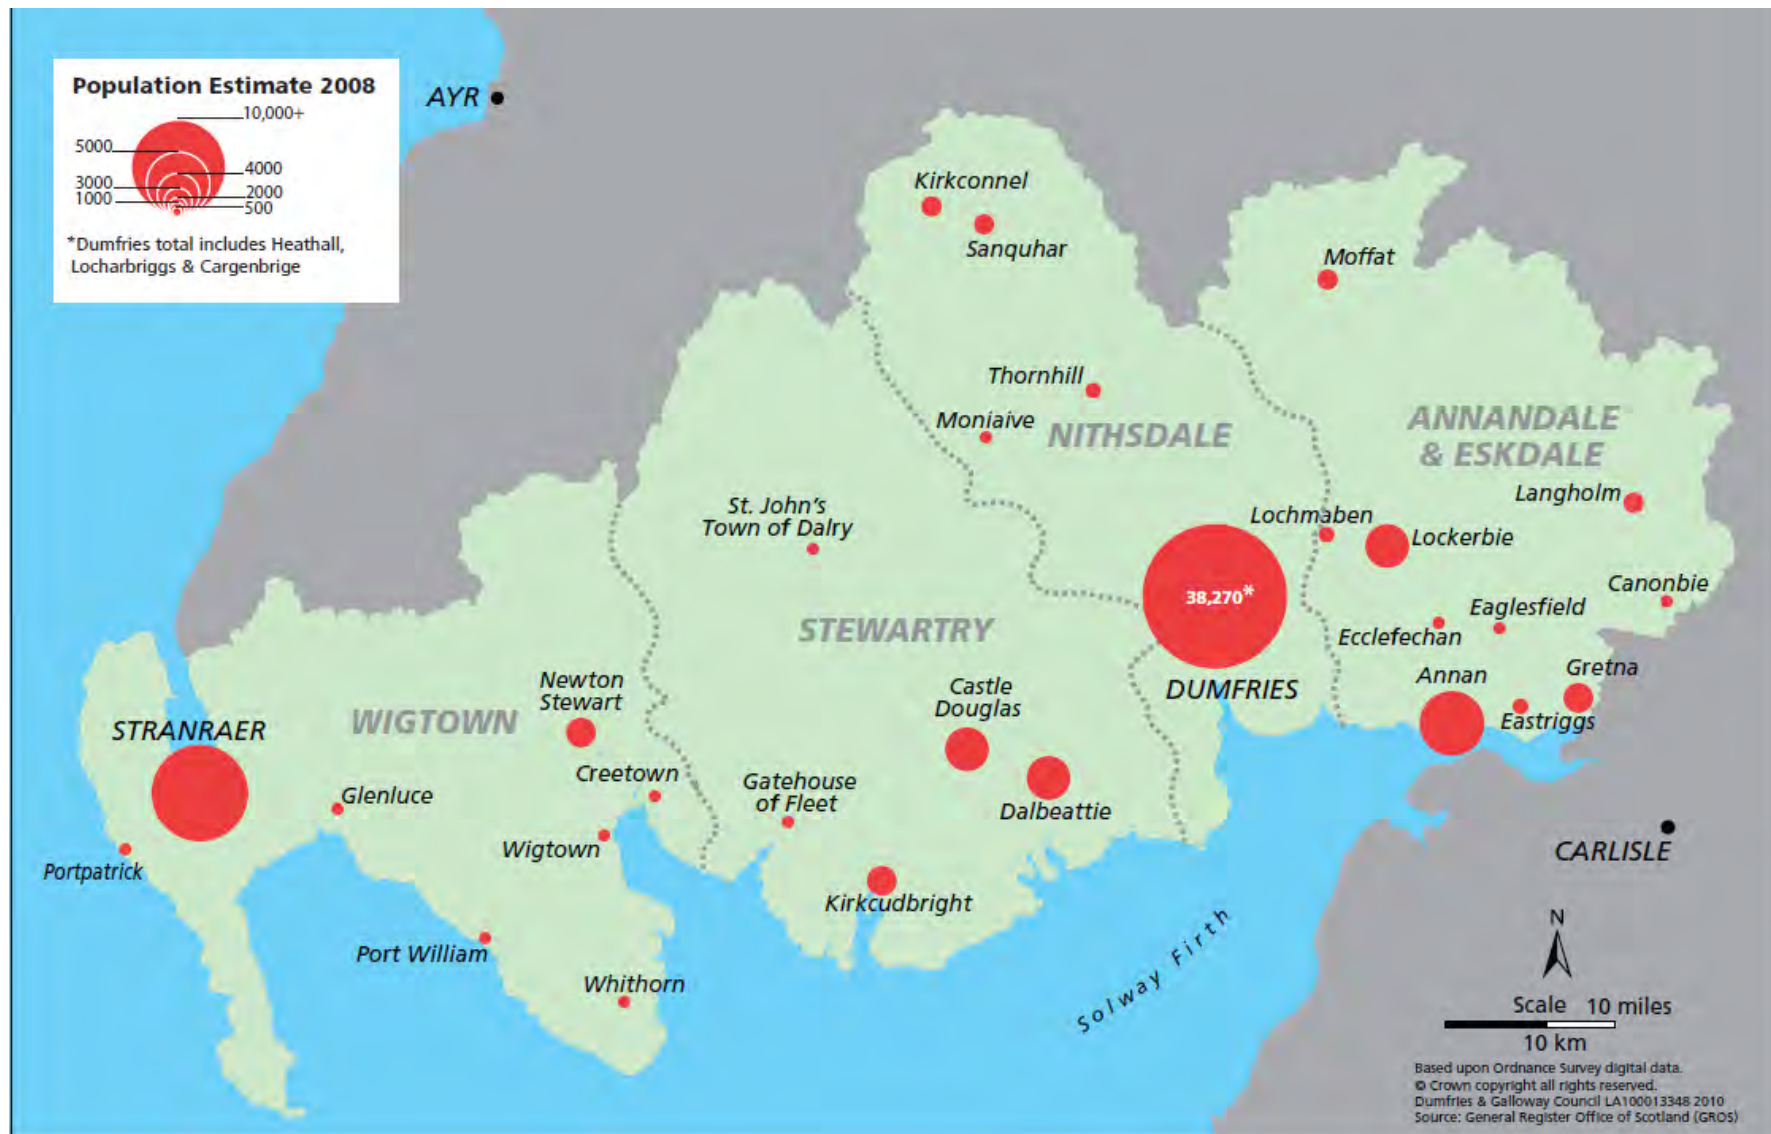 Population Estimate 2008
10,000+
5000
4000
3000
2000
1000
500
*Dumfries total includes Heathall,
Locharbriggs & Cargenbrige
AYR
Kirkconnel
Sanquhar
Moffat
Thornhill
Moniaive
NITHSDALE
ANNANDALE
& ESKDALE
Langholm
St. John's
Town of Dalry
Lochmaben
Lockerbie
38,270*
Canonbie
Eaglesfield
Ecclefechan
STEWARTRY
Gretna
Annan
Eastriggs
DUMFRIES
Newton
Stewart
Castle
Douglas
WIGTOWN
STRANRAER
Creetown
Gatehouse
of Fleet
Glenluce
Dalbeattie
Wigtown
Portpatrick
CARLISLE
Kirkcudbright
Port William
Whithorn
Solway Firth
N
Scale 10 miles
10 km
Based upon Ordnance Survey digital data.
© Crown copyright all rights reserved.
Dumfries & Galloway Council LA100013348 2010
Source: General Register Office of Scotland (GROS)